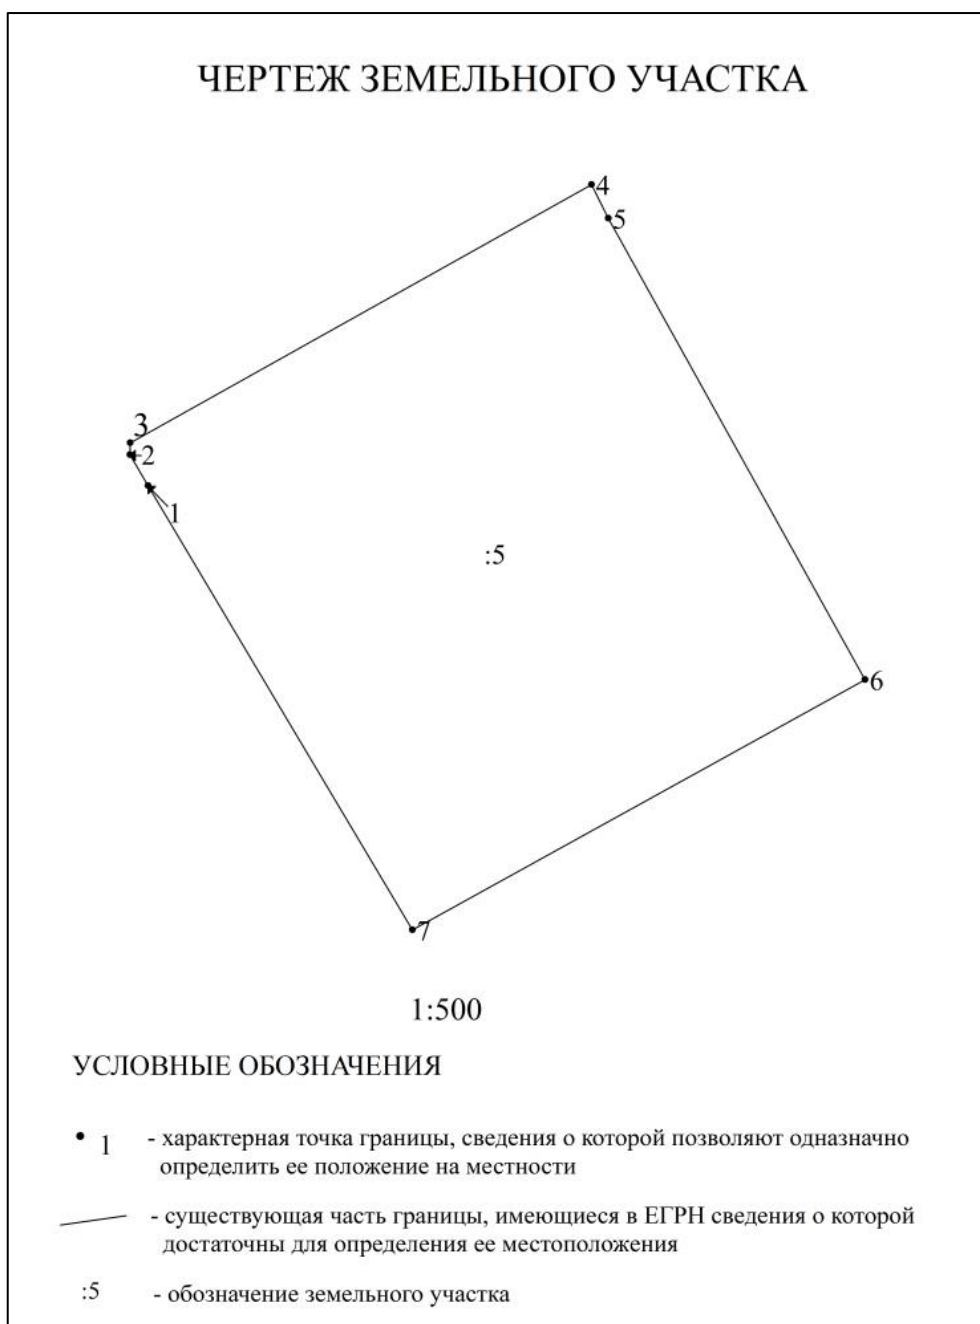 ЧЕРТЕЖ ЗЕМЕЛЬНОГО УЧАСТКА
4
5
3
2
1
:5
6
7
1:500
УСЛОВНЫЕ ОБОЗНАЧЕНИЯ
1 - характерная точка границы, сведения о которой позволяют одназначно
определить ее положение на местности
- существующая часть границы, имеющиеся в ЕГРН сведения о которой
достаточны для определения ее местоположения
:5 - обозначение земельного участка